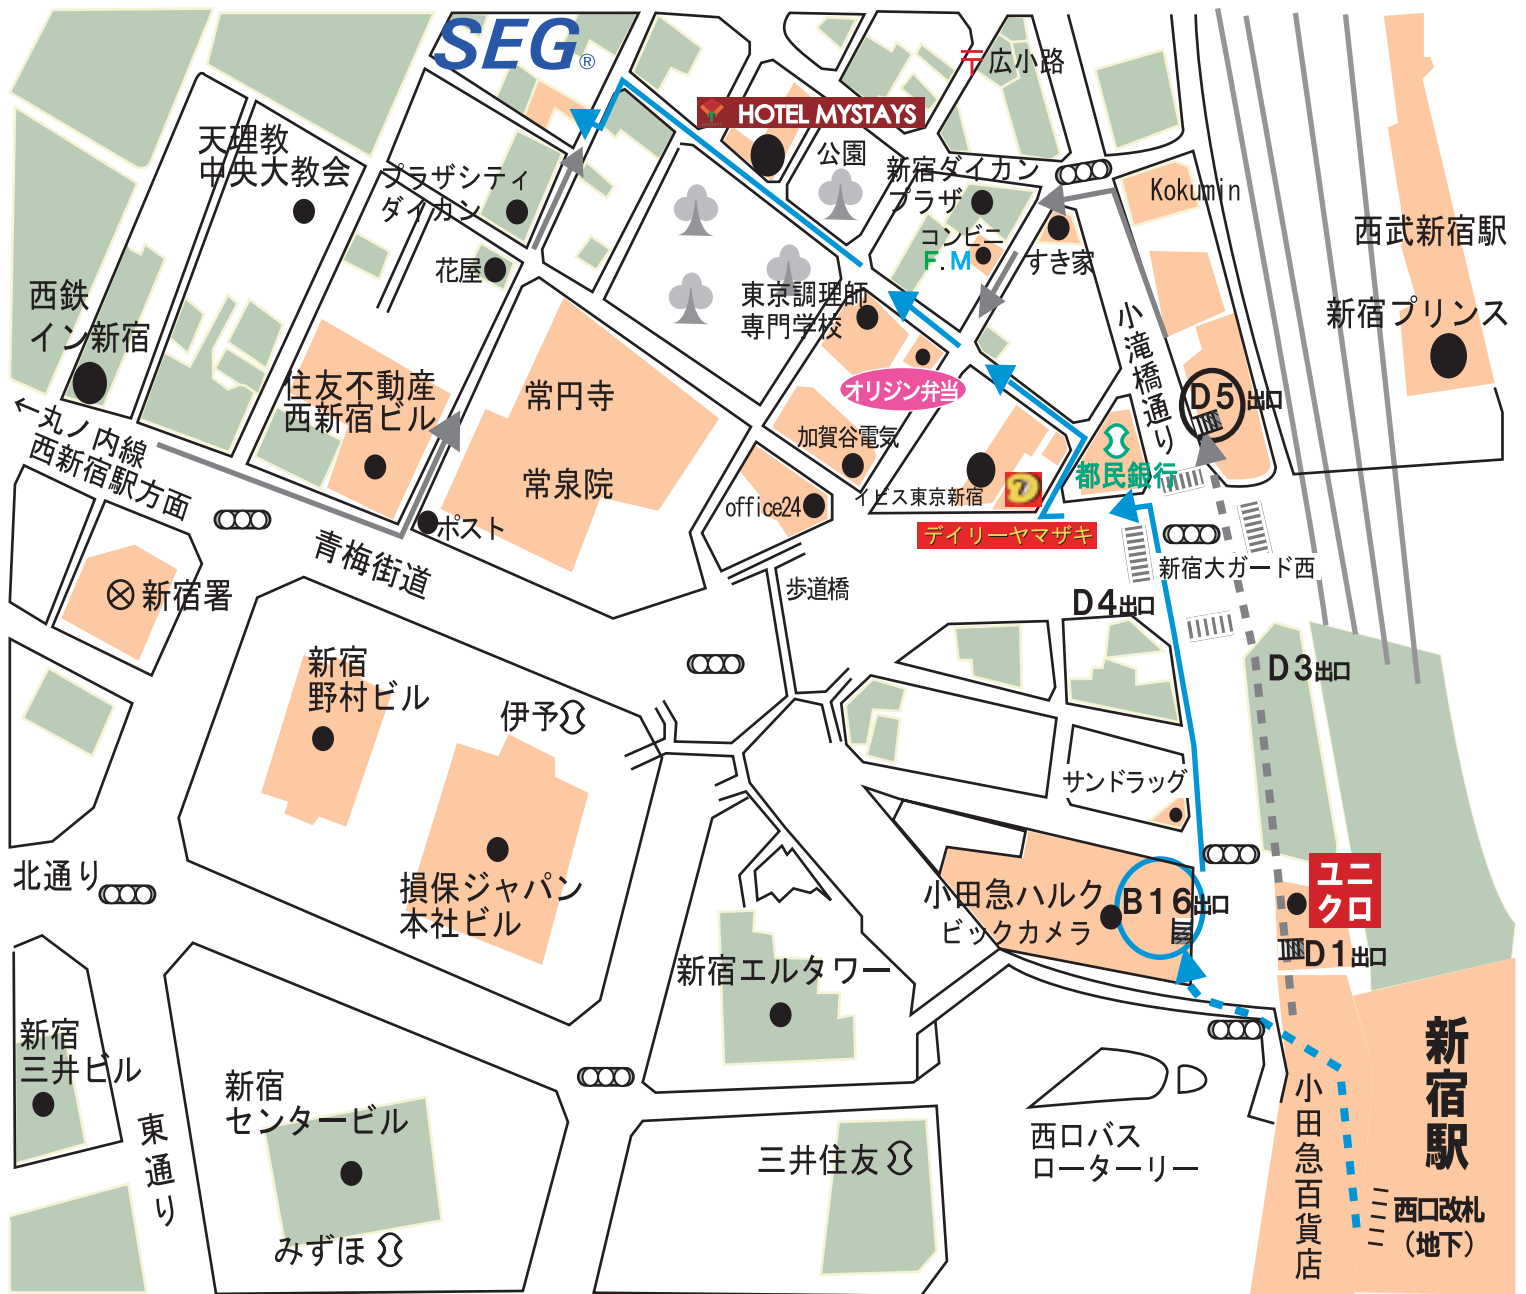 SEG®
〒広小路
HOTEL MYSTAYS
天理教
中央大教会
公園
プラザシティ
ダイカン
新宿ダイカン
プラザ
Kokumin
コンビニ
F.M
すき家
西武新宿駅
花屋
西鉄
イン新宿
東京調理師
専門学校
新宿プリンス
小滝橋通り
住友不動産
西新宿ビル
常円寺
オリジン弁当
D5出口
←丸ノ内線
西新宿駅方面
加賀谷電気
都民銀行
常泉院
office24
イビス東京新宿
デイリーヤマザキ
ポスト
青梅街道
新宿大ガード西
新宿署
歩道橋
D4出口
新宿
野村ビル
D3出口
伊予
サンドラッグ
北通り
損保ジャパン
本社ビル
小田急ハルク
ビックカメラ
B16出口
ユニ
クロ
D1出口
新宿エルタワー
新宿
三井ビル
新宿駅
新宿
センタービル
小田急百貨店
東通り
西口バス
ローターリー
三井住友
西口改札
（地下）
みずほ